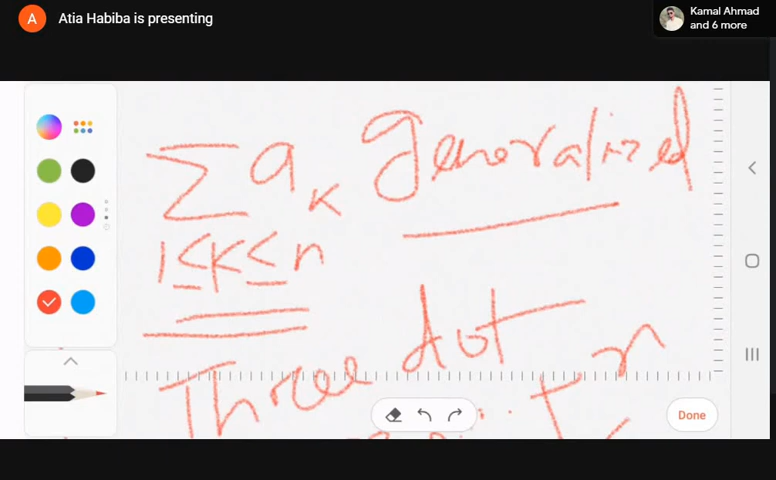 A Atia Habiba is presenting
Kamal Ahmad
and 6 more
∑ a_k generalized
1≤k≤n
Three dot
Done